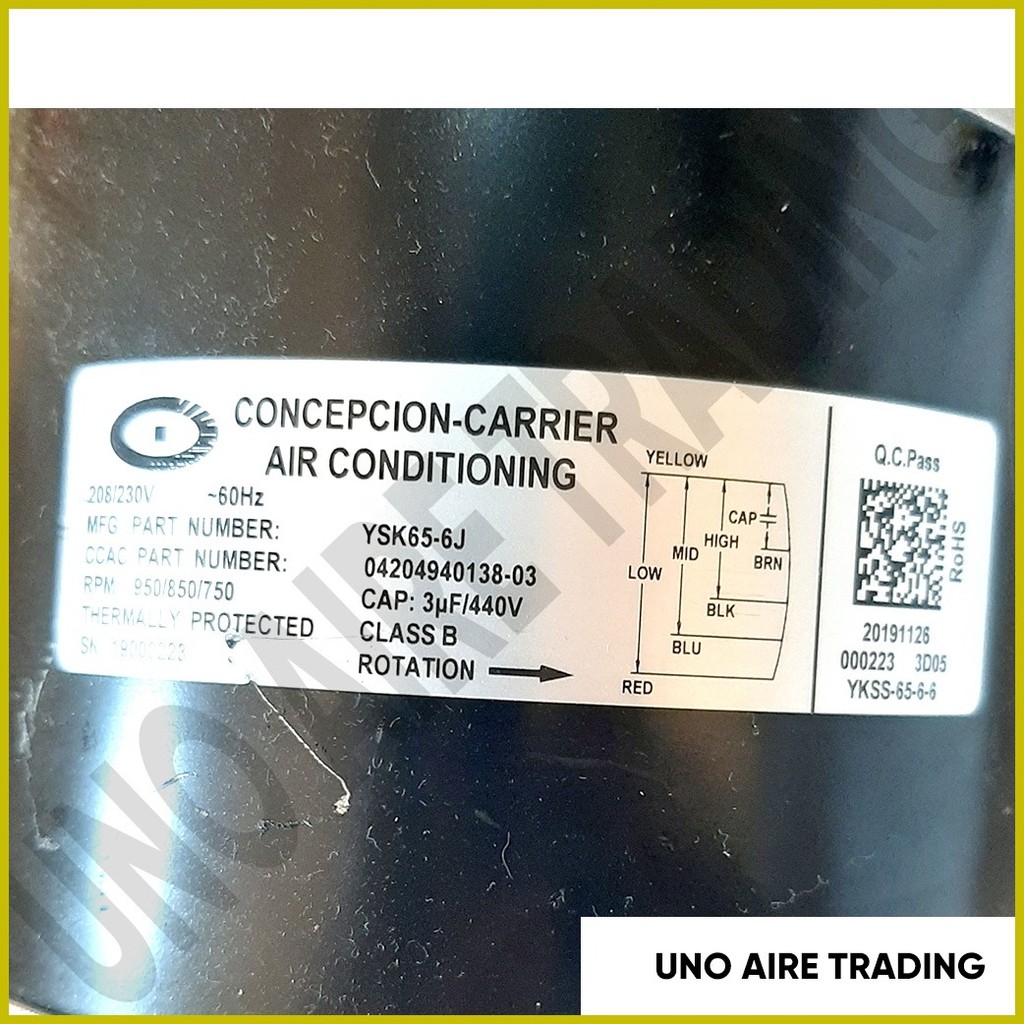 CONCEPCION-CARRIER
AIR CONDITIONING
208/230V ~60Hz
MFG PART NUMBER: YSK65-6J
CCAC PART NUMBER: 04204940138-03
RPM 950/850/750 CAP: 3µF/440V
THERMALLY PROTECTED CLASS B
SN 19000223 ROTATION
YELLOW
CAP
HIGH
BRN
MID
LOW
BLK
BLU
RED
Q.C.Pass
RoHS
20191126
000223 3D05
YKSS-65-6-6
UNO AIRE TRADING
UNO AIRE TRADING